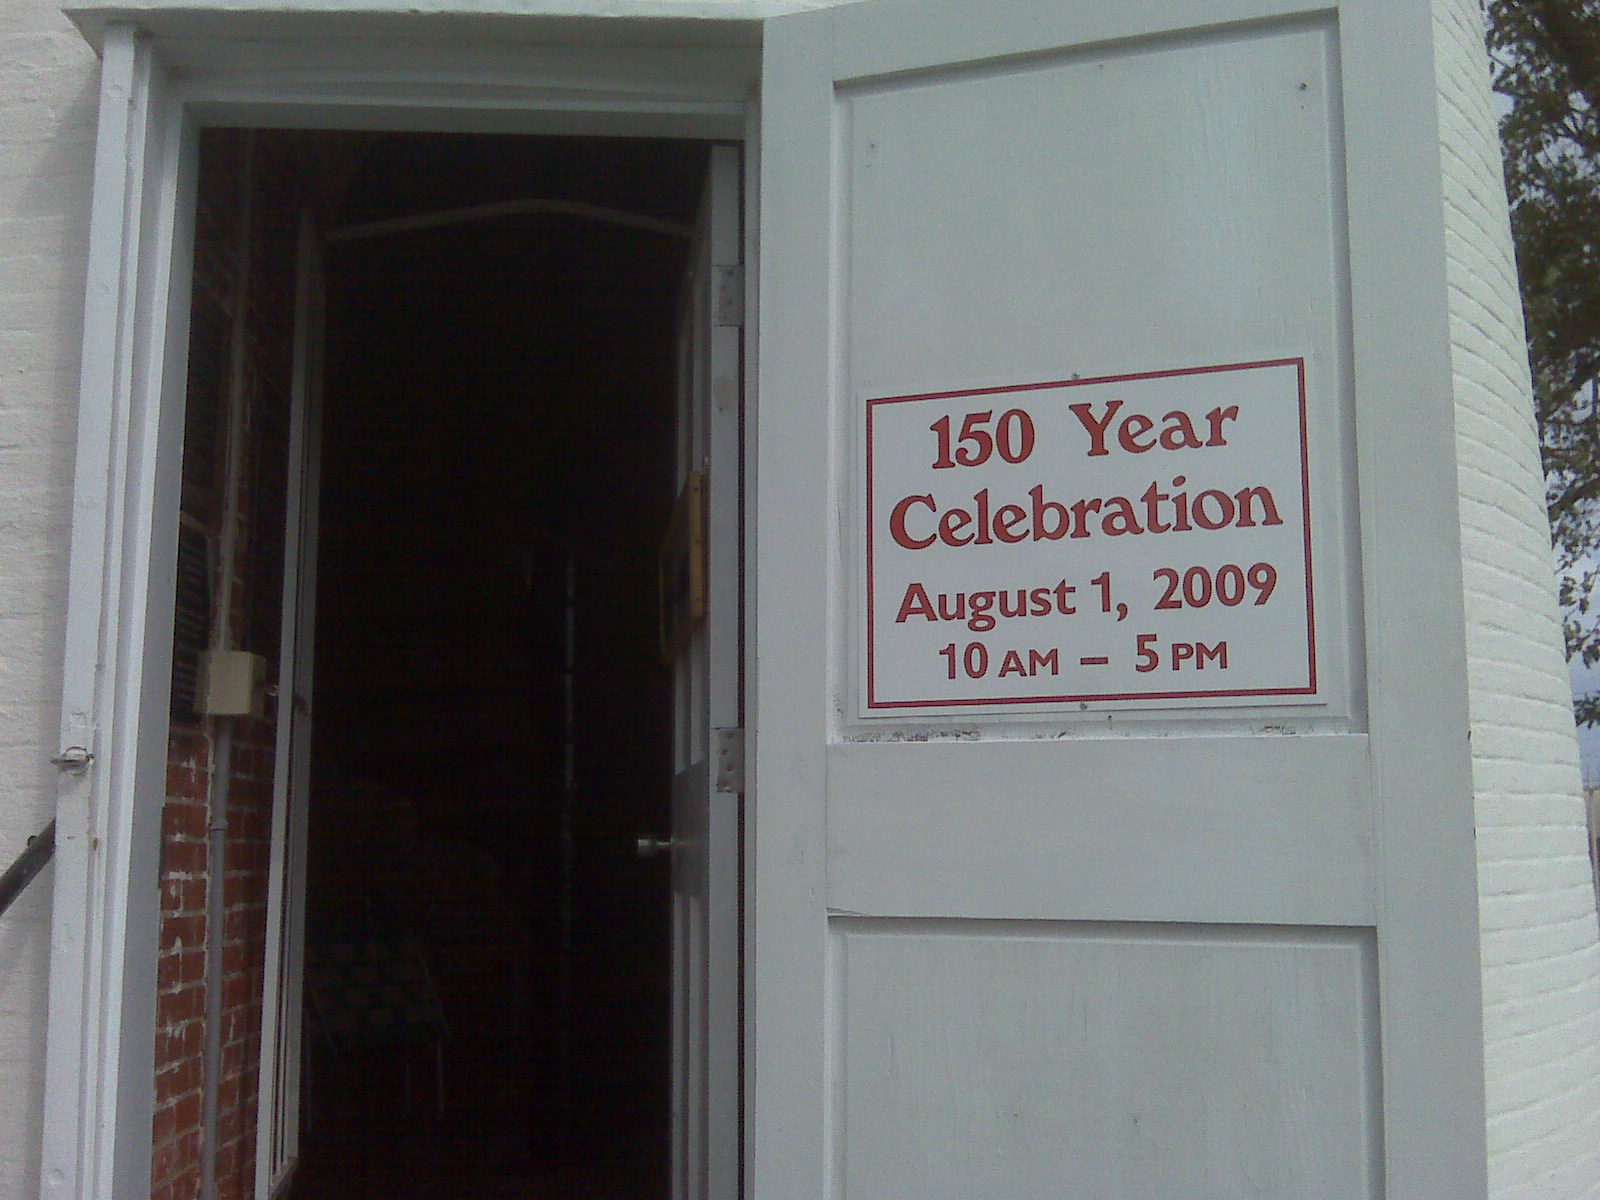 150 Year
Celebration
August 1, 2009
10 AM – 5 PM